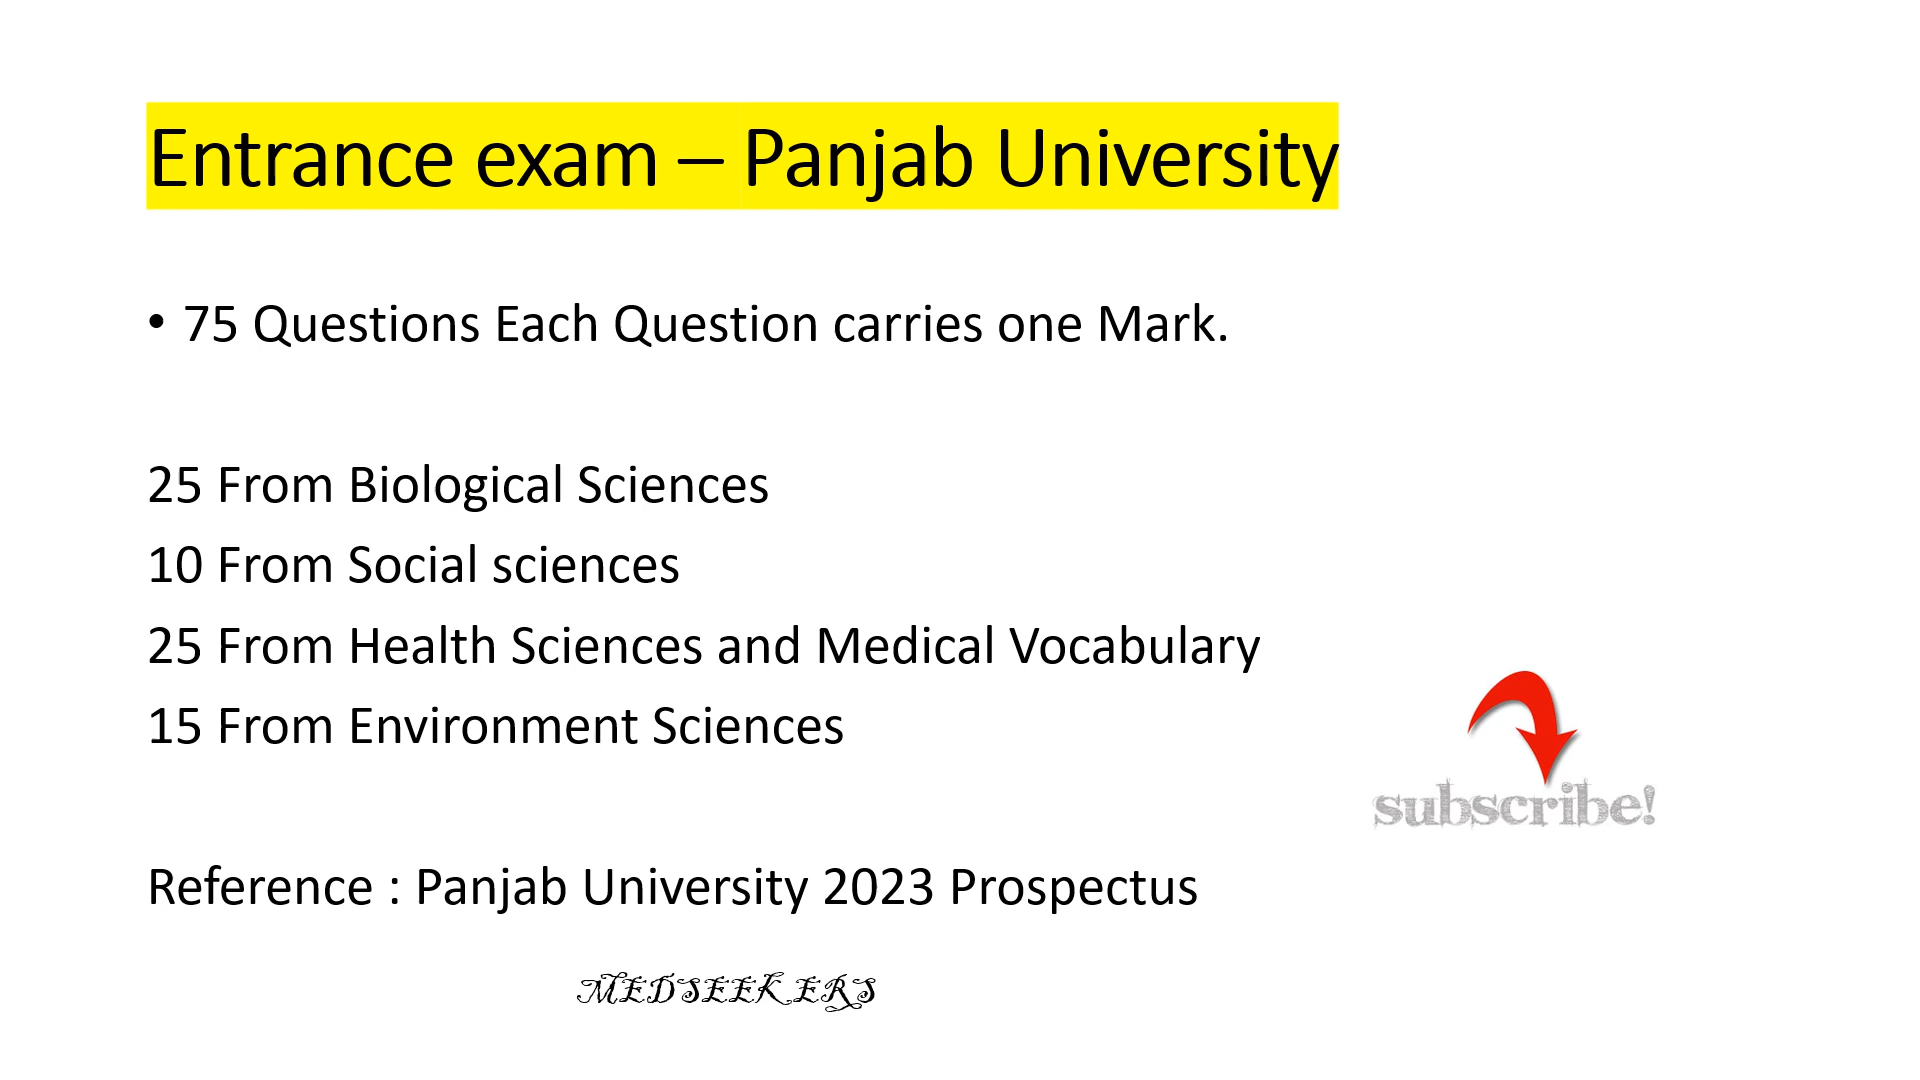 Entrance exam – Panjab University
• 75 Questions Each Question carries one Mark.
25 From Biological Sciences
10 From Social sciences
25 From Health Sciences and Medical Vocabulary
15 From Environment Sciences
subscribe!
Reference : Panjab University 2023 Prospectus
MEDSEEKERS